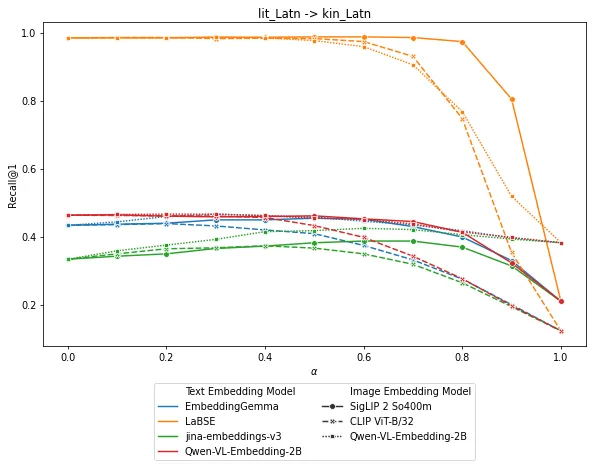 lit_Latn -> kin_Latn
Recall@1
1.0
0.8
0.6
0.4
0.2
0.0 0.2 0.4 0.6 0.8 1.0
α
Text Embedding Model Image Embedding Model
EmbeddingGemma SigLIP 2 So400m
LaBSE CLIP ViT-B/32
jina-embeddings-v3 Qwen-VL-Embedding-2B
Qwen-VL-Embedding-2B